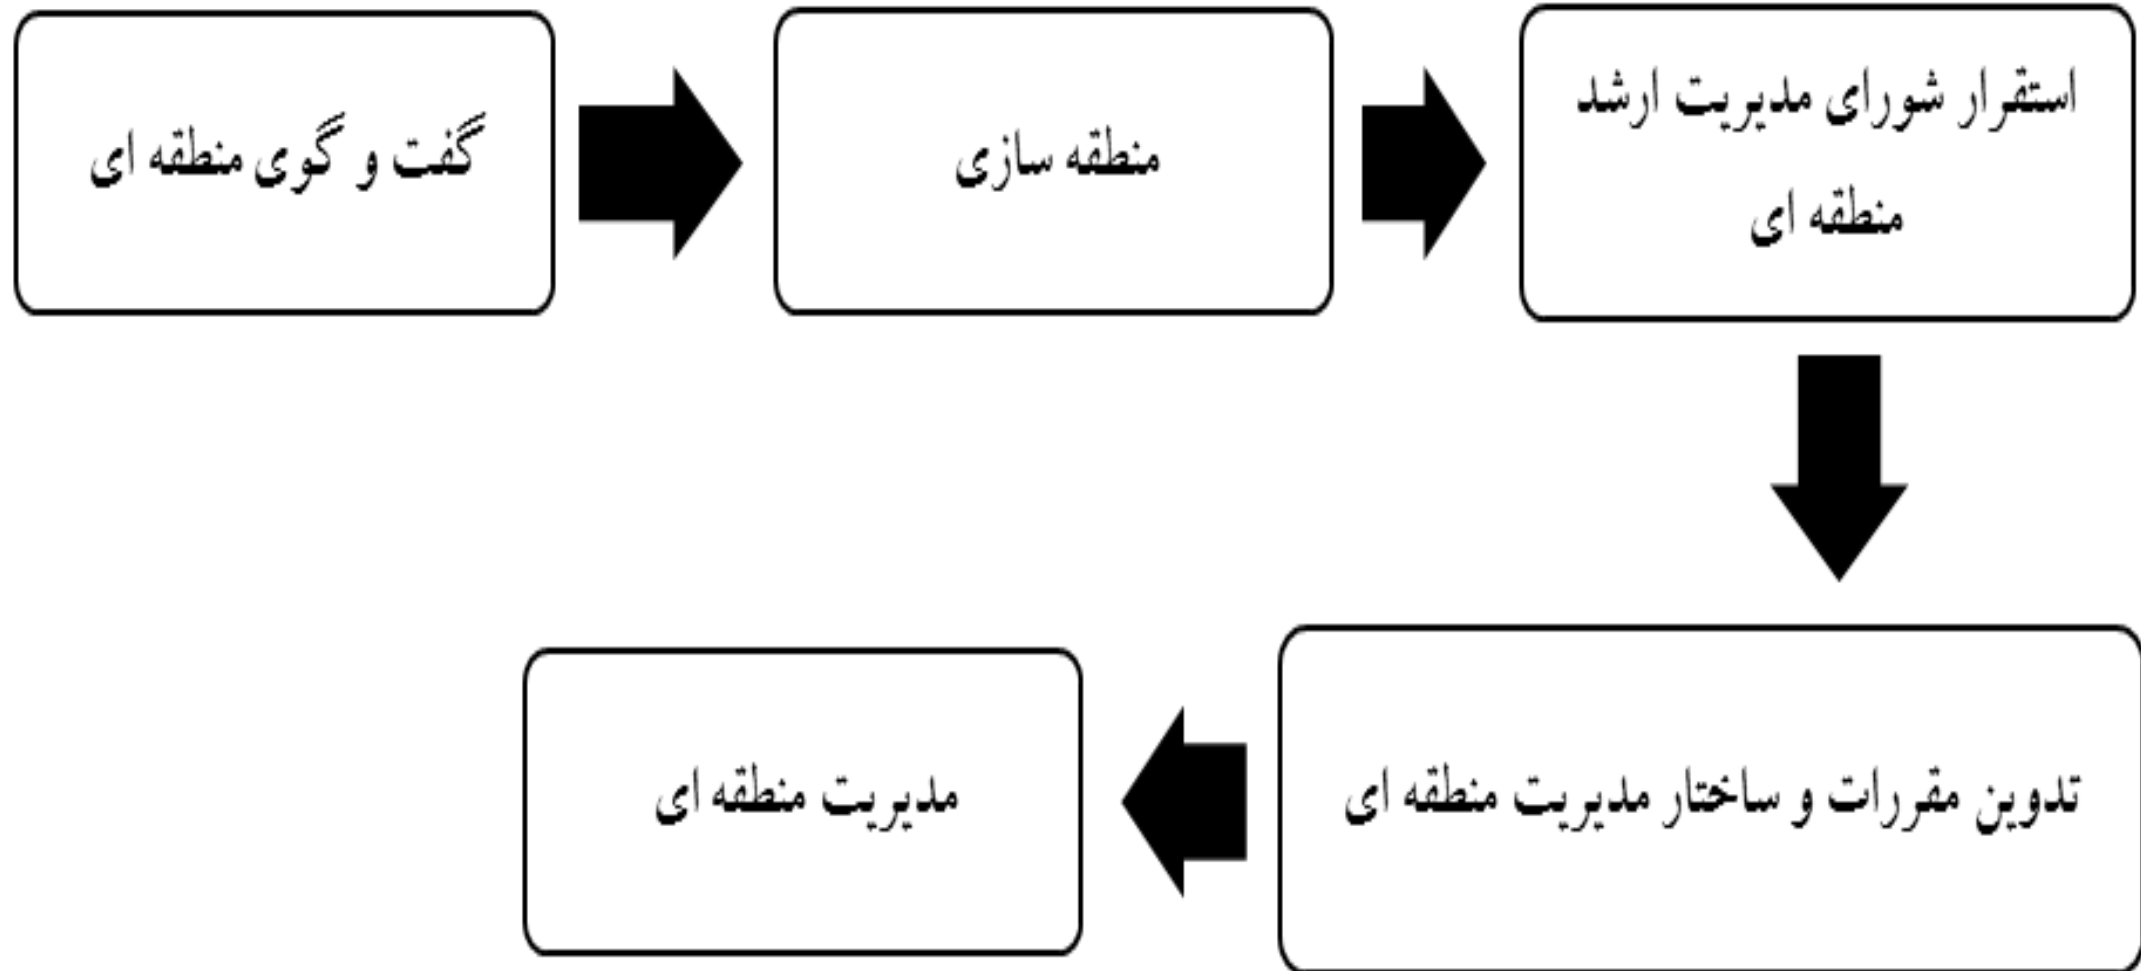 گفت و گوی منطقه ای
منطقه سازی
استقرار شورای مدیریت ارشد
منطقه ای
تدوین مقررات و ساختار مدیریت منطقه ای
مدیریت منطقه ای